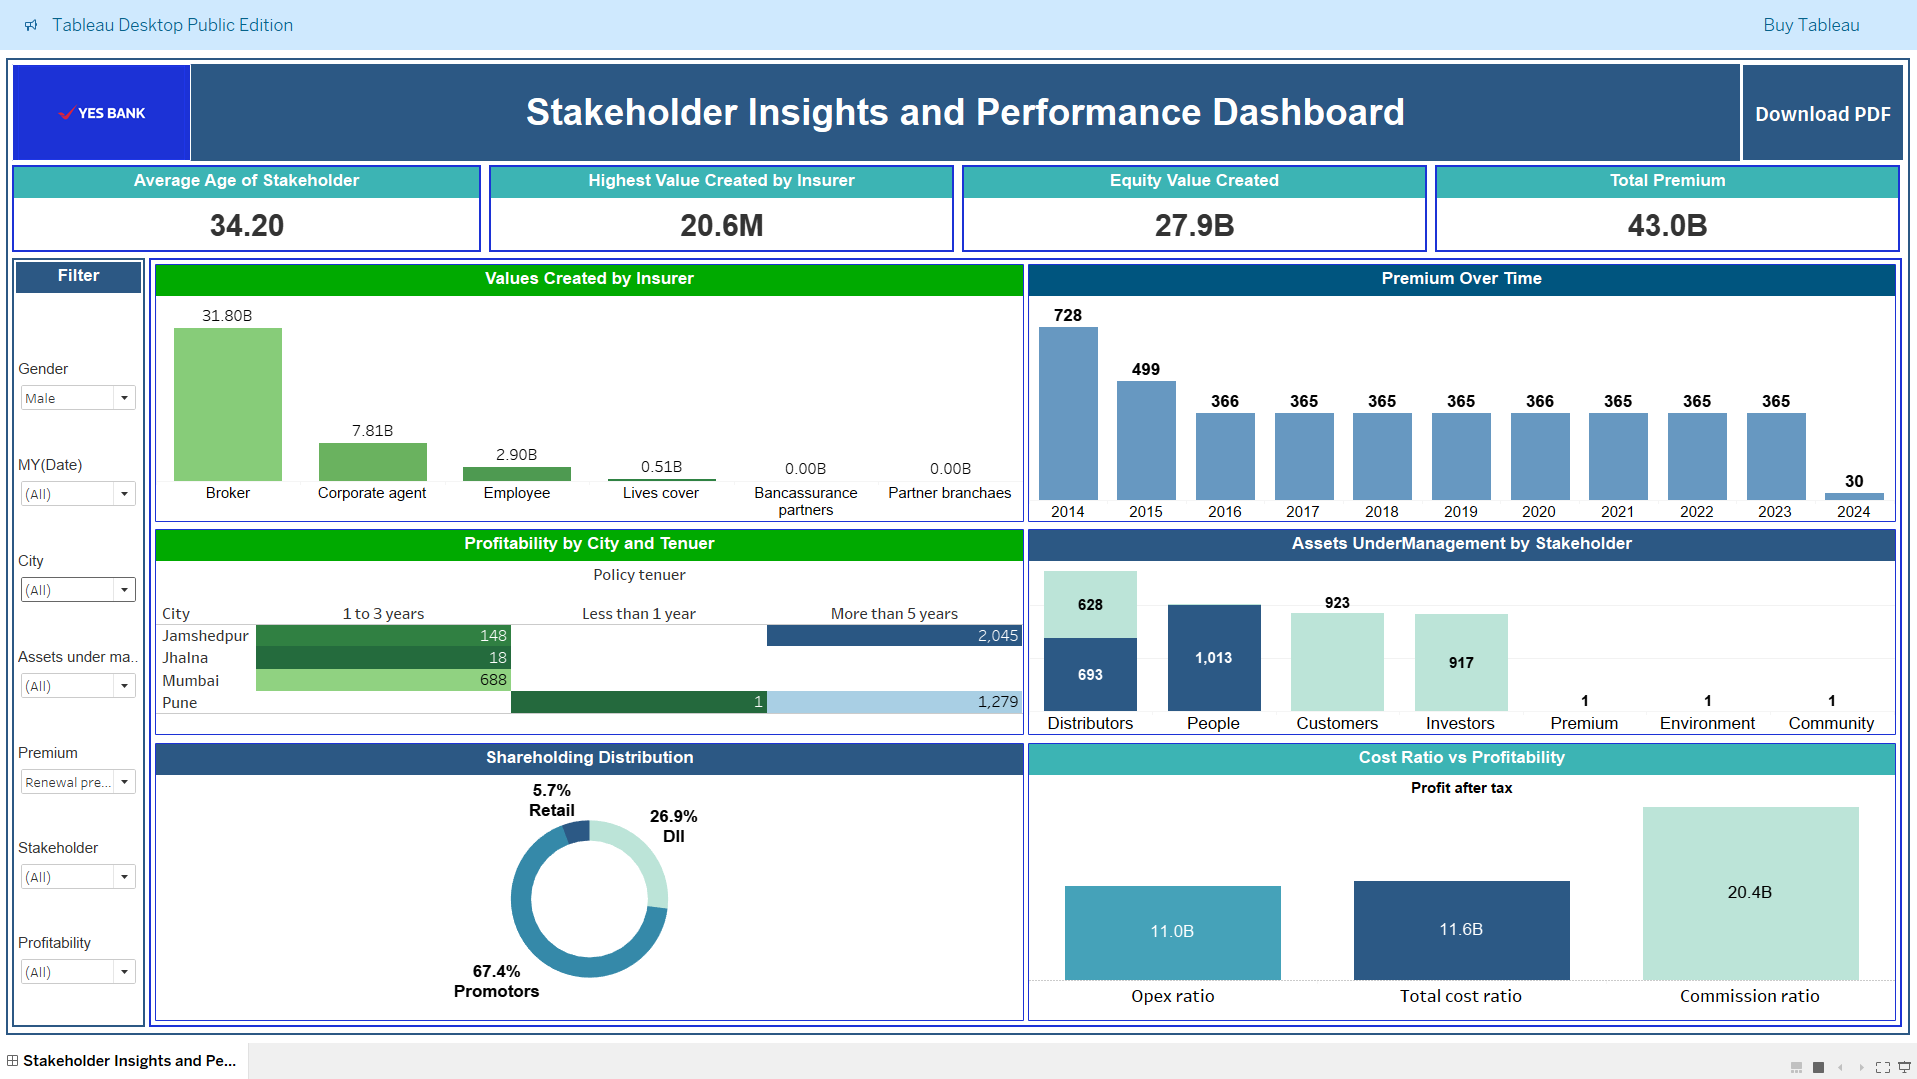 Tableau Desktop Public Edition
Buy Tableau
YES BANK
Stakeholder Insights and Performance Dashboard
Download PDF
Average Age of Stakeholder
34.20
Highest Value Created by Insurer
20.6M
Equity Value Created
27.9B
Total Premium
43.0B
Filter
Gender
Male
MY(Date)
(All)
City
(All)
Assets under ma..
(All)
Premium
Renewal pre...
Stakeholder
(All)
Profitability
(All)
Values Created by Insurer
31.80B
7.81B
2.90B
0.51B
0.00B
0.00B
Broker
Corporate agent
Employee
Lives cover
Bancassurance
partners
Partner branchaes
Premium Over Time
728
499
366
365
365
365
366
365
365
365
30
2014
2015
2016
2017
2018
2019
2020
2021
2022
2023
2024
Profitability by City and Tenuer
Policy tenuer
City
1 to 3 years
Less than 1 year
More than 5 years
Jamshedpur
148
2,045
Jhalna
18
Mumbai
688
Pune
1
1,279
Assets UnderManagement by Stakeholder
628
693
1,013
923
917
1
1
1
Distributors
People
Customers
Investors
Premium
Environment
Community
Shareholding Distribution
5.7%
Retail
26.9%
DII
67.4%
Promotors
Cost Ratio vs Profitability
Profit after tax
11.0B
11.6B
20.4B
Opex ratio
Total cost ratio
Commission ratio
Stakeholder Insights and Pe...